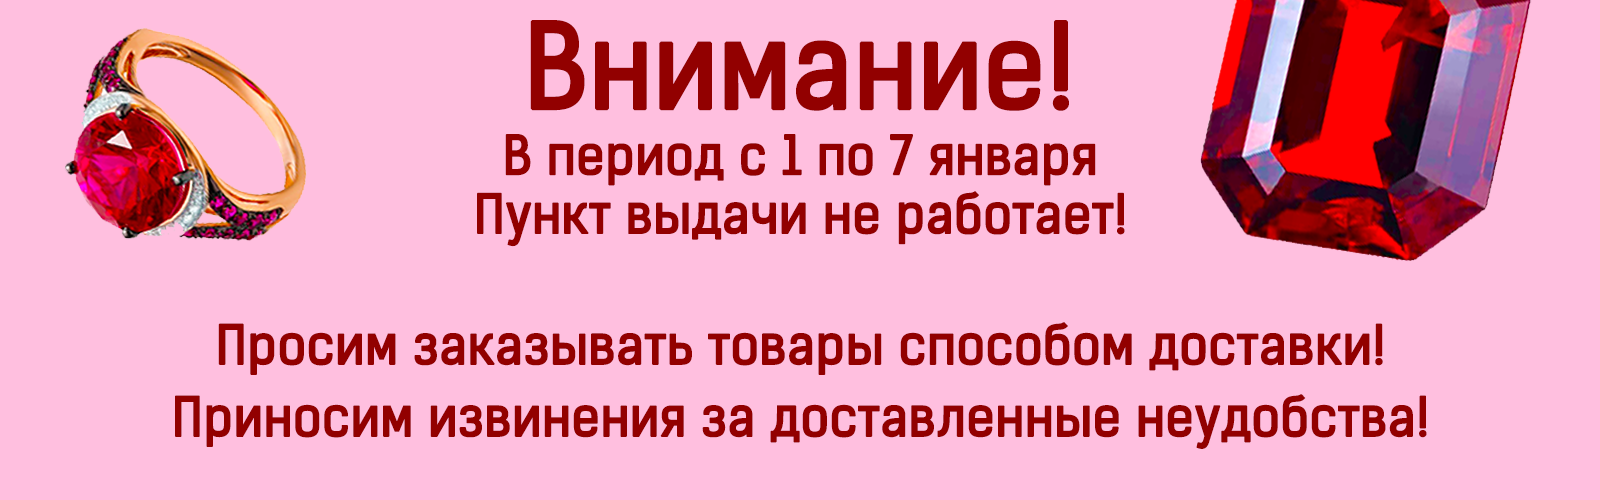 Внимание!
В период с 1 по 7 января
Пункт выдачи не работает!
Просим заказывать товары способом доставки!
Приносим извинения за доставленные неудобства!